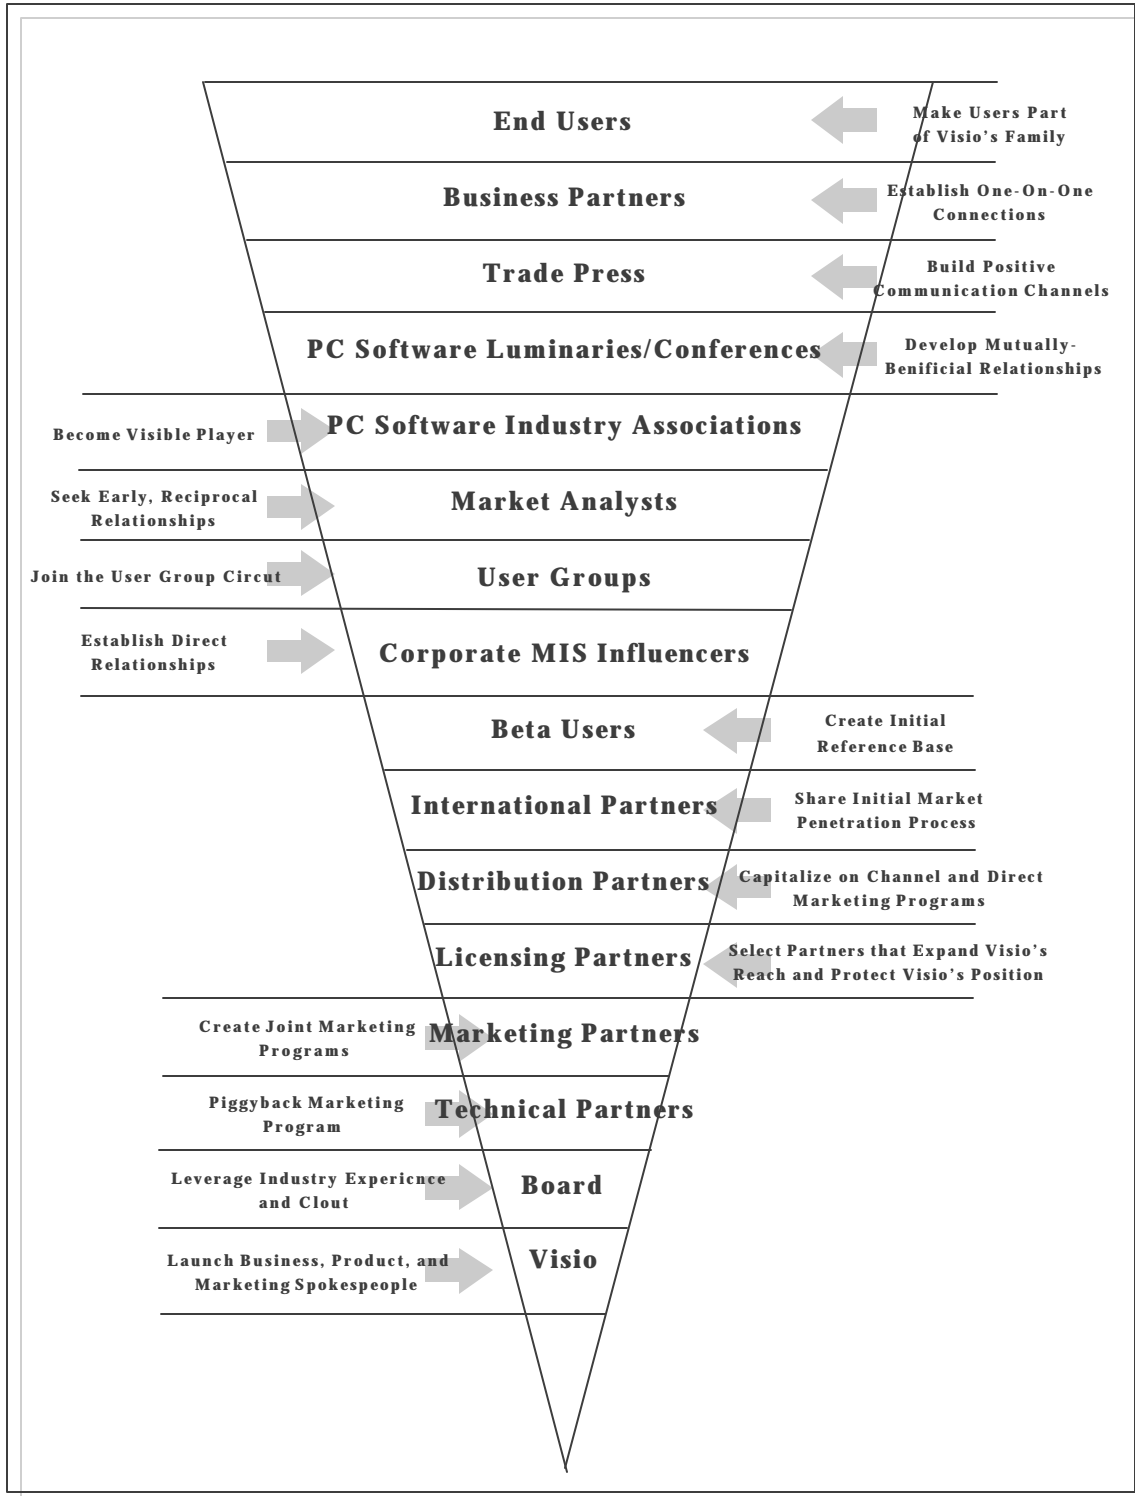 End Users
Make Users Part
of Visio's Family
Business Partners
Establish One-On-One
Connections
Trade Press
Build Positive
Communication Channels
PC Software Luminaries/Conferences
Develop Mutually-
Benificial Relationships
Become Visible Player
PC Software Industry Associations
Seek Early, Reciprocal
Relationships
Market Analysts
Join the User Group Circut
User Groups
Establish Direct
Relationships
Corporate MIS Influencers
Beta Users
Create Initial
Reference Base
International Partners
Share Initial Market
Penetration Process
Distribution Partners
Capitalize on Channel and Direct
Marketing Programs
Licensing Partners
Select Partners that Expand Visio's
Reach and Protect Visio's Position
Create Joint Marketing
Programs
Marketing Partners
Piggyback Marketing
Program
Technical Partners
Leverage Industry Expericnce
and Clout
Board
Launch Business, Product, and
Marketing Spokespeople
Visio